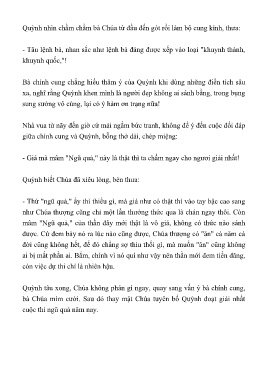 Quỳnh nhìn chằm chằm bà Chúa từ đầu đến gót rồi làm bộ cung kính, thưa:
- Tâu lệnh bà, nhan sắc như lệnh bà đáng được xếp vào loại "khuynh thành,
khuynh quốc,"!
Bà chính cung chẳng hiểu thâm ý của Quỳnh khi dùng những điển tích sâu
xa, nghĩ rằng Quỳnh khen mình là người đẹp không ai sánh bằng, trong bụng
sung sướng vô cùng, lại có ý hàm ơn trạng nữa!
Nhà vua từ nãy đến giờ cứ mải ngắm bức tranh, không để ý đến cuộc đối đáp
giữa chính cung và Quỳnh, bỗng thở dài, chép miệng:
- Giá mà mâm "Ngũ quả," này là thật thì ta chấm ngay cho ngươi giải nhất!
Quỳnh biết Chúa đã xiêu lòng, bèn thưa:
- Thứ "ngũ quả," ấy thì thiếu gì, mà giá như có thật thì vào tay bậc cao sang
như Chúa thượng cũng chỉ một lần thưởng thức qua là chán ngay thôi. Còn
mâm "Ngũ quả," của thần đây mới thật là vô giá, không có thức nào sánh
được. Cứ đem bày nó ra lúc nào cũng được, Chúa thượng có "ăn" cả năm cả
đời cũng không hết, để đó chẳng sợ thiu thối gì, mà muốn "ăn" cũng không
ai bị mất phần ai. Bẩm, chính vì nó quí như vậy nên thần mới đem tiến dâng,
còn việc dự thi chỉ là nhiên hậu.
Quỳnh tâu xong, Chúa không phán gì ngay, quay sang vấn ý bà chính cung,
bà Chúa mỉm cười. Sau đó thấy mặt Chúa tuyên bố Quỳnh đoạt giải nhất
cuộc thi ngũ quả năm nay.